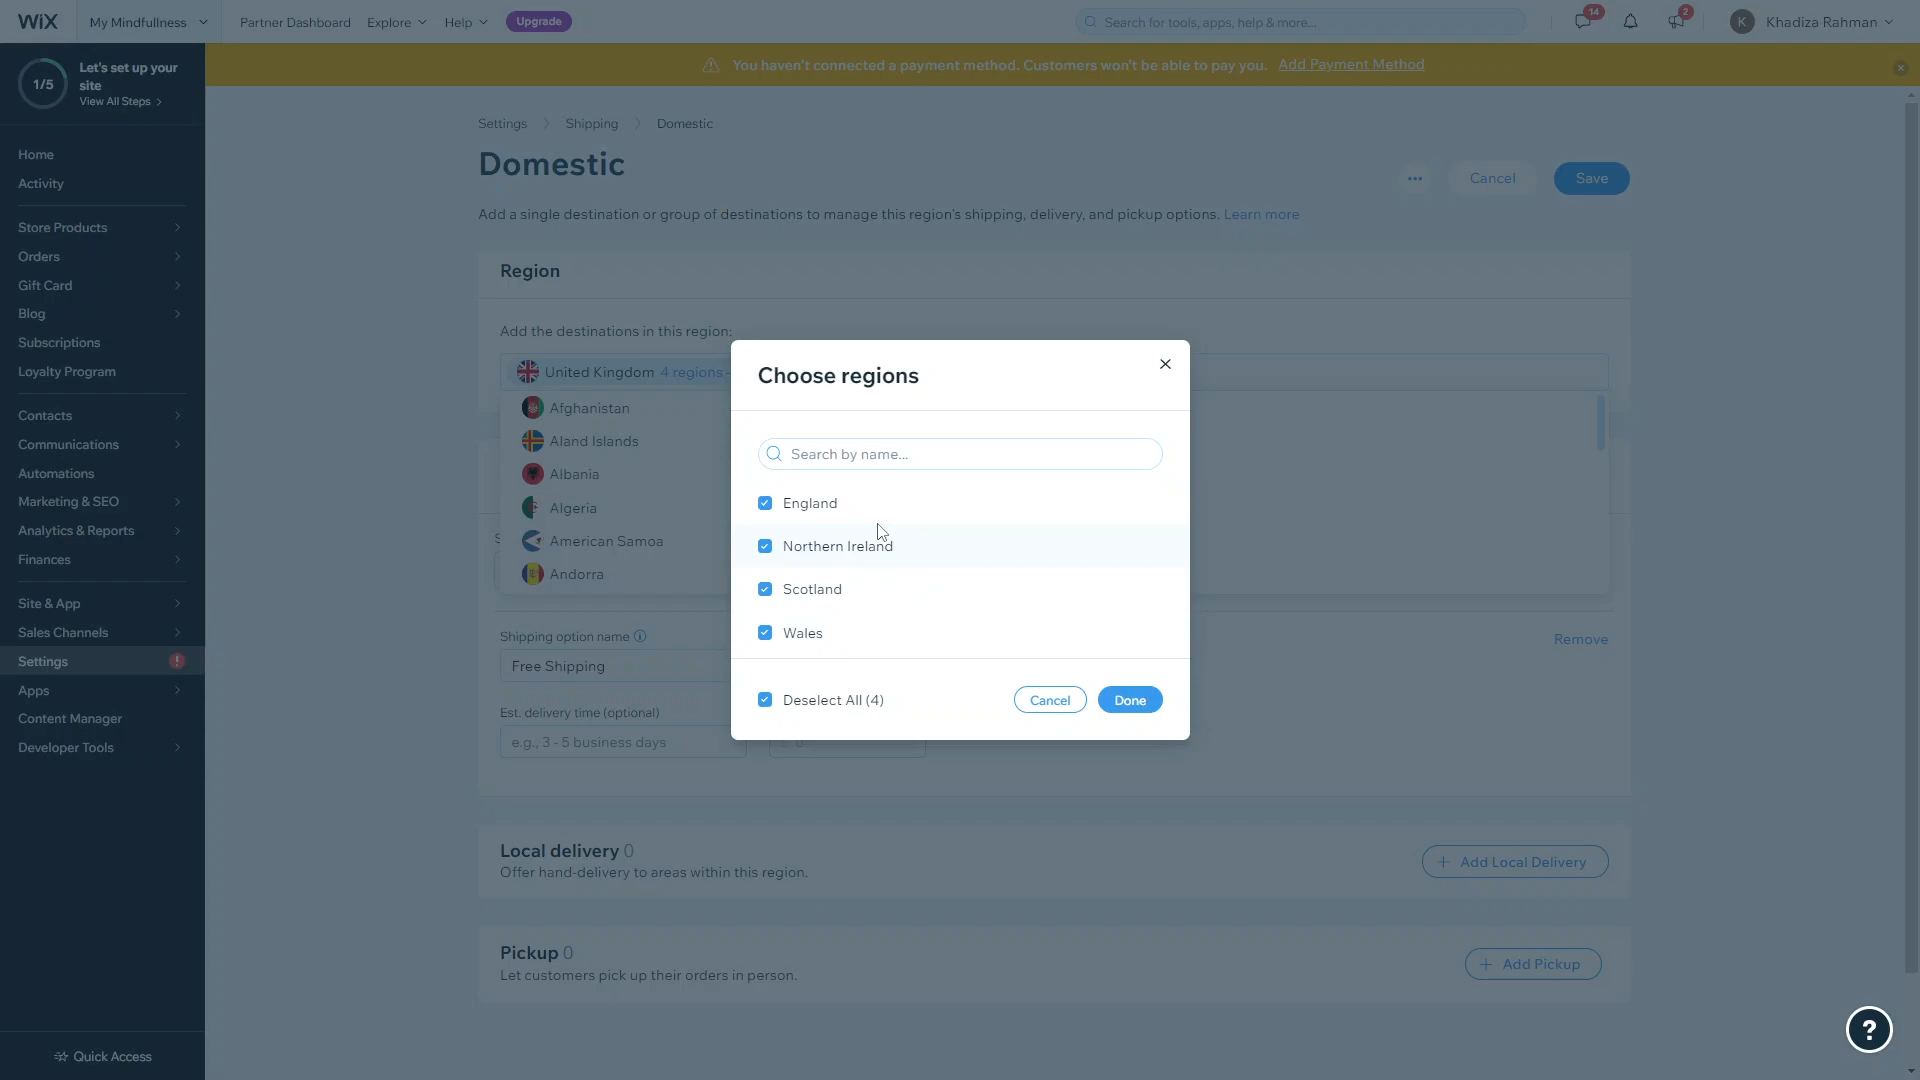 WiX My Mindfullness Partner Dashboard Explore Help Upgrade Search for tools, apps, help & more... 14 2 K Khadiza Rahman
1/5 Let's set up your site
View All Steps
You haven't connected a payment method. Customers won't be able to pay you. Add Payment Method
Home
Activity
Store Products
Orders
Gift Card
Blog
Subscriptions
Loyalty Program
Contacts
Communications
Automations
Marketing & SEO
Analytics & Reports
Finances
Site & App
Sales Channels
Settings
Apps
Content Manager
Developer Tools
Quick Access
Settings Shipping Domestic
Domestic
Cancel Save
Add a single destination or group of destinations to manage this region's shipping, delivery, and pickup options. Learn more
Region
Add the destinations in this region:
United Kingdom 4 regions
Afghanistan
Aland Islands
Albania
Algeria
American Samoa
Andorra
Choose regions
Search by name...
England
Northern Ireland
Scotland
Wales
Deselect All (4) Cancel Done
Shipping option name
Remove
Free Shipping
Est. delivery time (optional)
e.g., 3 - 5 business days
Local delivery 0
Offer hand-delivery to areas within this region.
+ Add Local Delivery
Pickup 0
Let customers pick up their orders in person.
+ Add Pickup
?